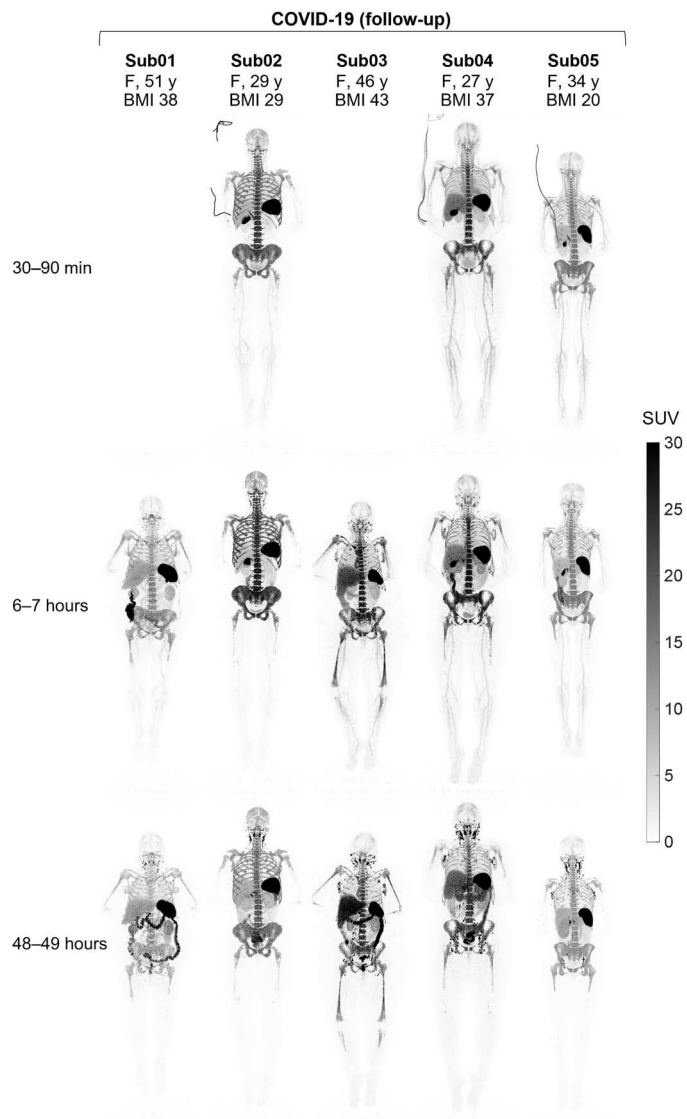 COVID-19 (follow-up)
Sub01 Sub02 Sub03 Sub04 Sub05
F, 51 y F, 29 y F, 46 y F, 27 y F, 34 y
BMI 38 BMI 29 BMI 43 BMI 37 BMI 20
30–90 min
SUV
30
25
20
6–7 hours
15
10
5
0
48–49 hours